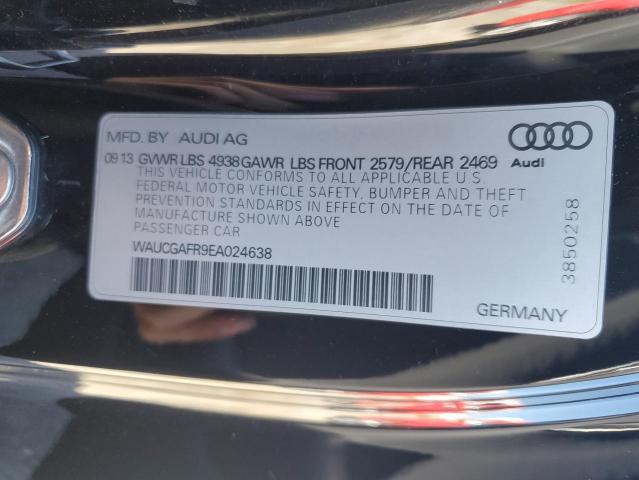 MFD. BY AUDI AG
09 13 GVWR LBS 4938 GAWR LBS FRONT 2579/REAR 2469
Audi
THIS VEHICLE CONFORMS TO ALL APPLICABLE U S
FEDERAL MOTOR VEHICLE SAFETY, BUMPER AND THEFT
PREVENTION STANDARDS IN EFFECT ON THE DATE OF
MANUFACTURE SHOWN ABOVE
PASSENGER CAR
WAUCGAFR9EA024638
3850258
GERMANY